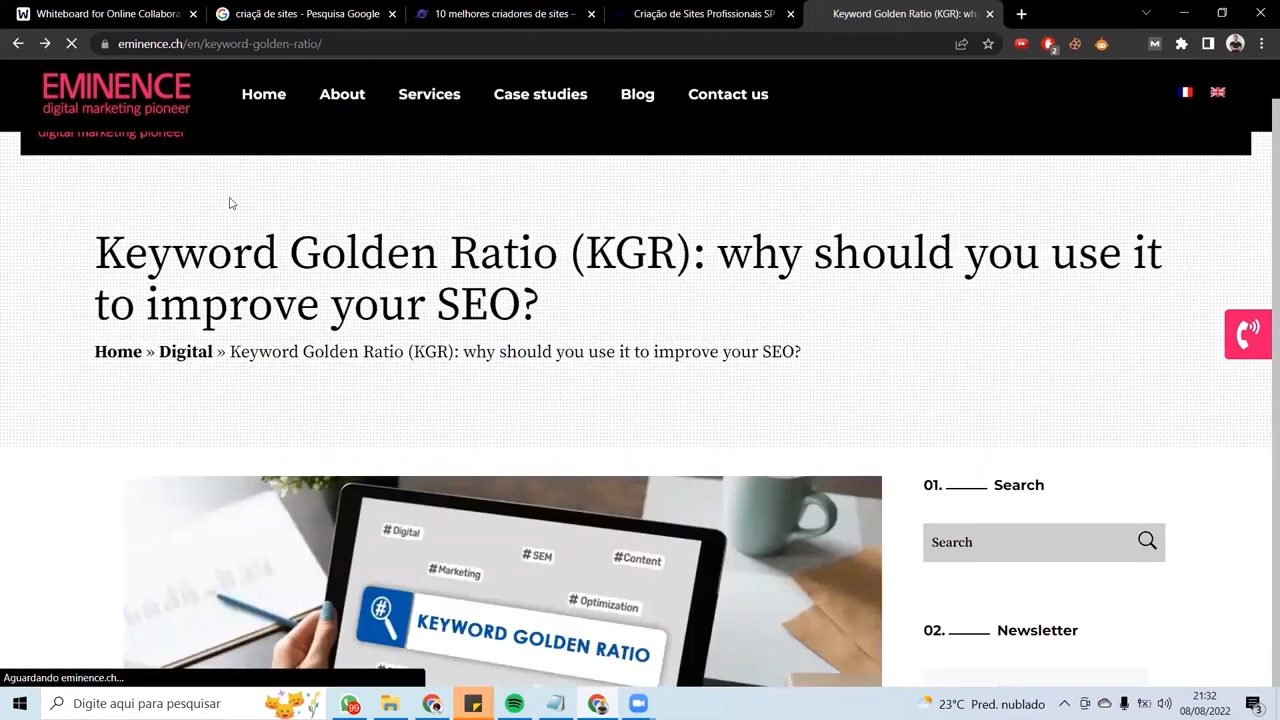 Whiteboard for Online Collabora
criaçã de sites - Pesquisa Google
10 melhores criadores de sites –
Criação de Sites Profissionais SP
Keyword Golden Ratio (KGR): wh
eminence.ch/en/keyword-golden-ratio/
2
M
EMINENCE
digital marketing pioneer
Home
About
Services
Case studies
Blog
Contact us
digital marketing pioneer
Keyword Golden Ratio (KGR): why should you use it
to improve your SEO?
Home » Digital » Keyword Golden Ratio (KGR): why should you use it to improve your SEO?
01. Search
Search
#Digital
#SEM
#Content
#Marketing
#Optimization
KEYWORD GOLDEN RATIO
02. Newsletter
Aguardando eminence.ch...
Digite aqui para pesquisar
99
23°C Pred. nublado
21:32
08/08/2022
3